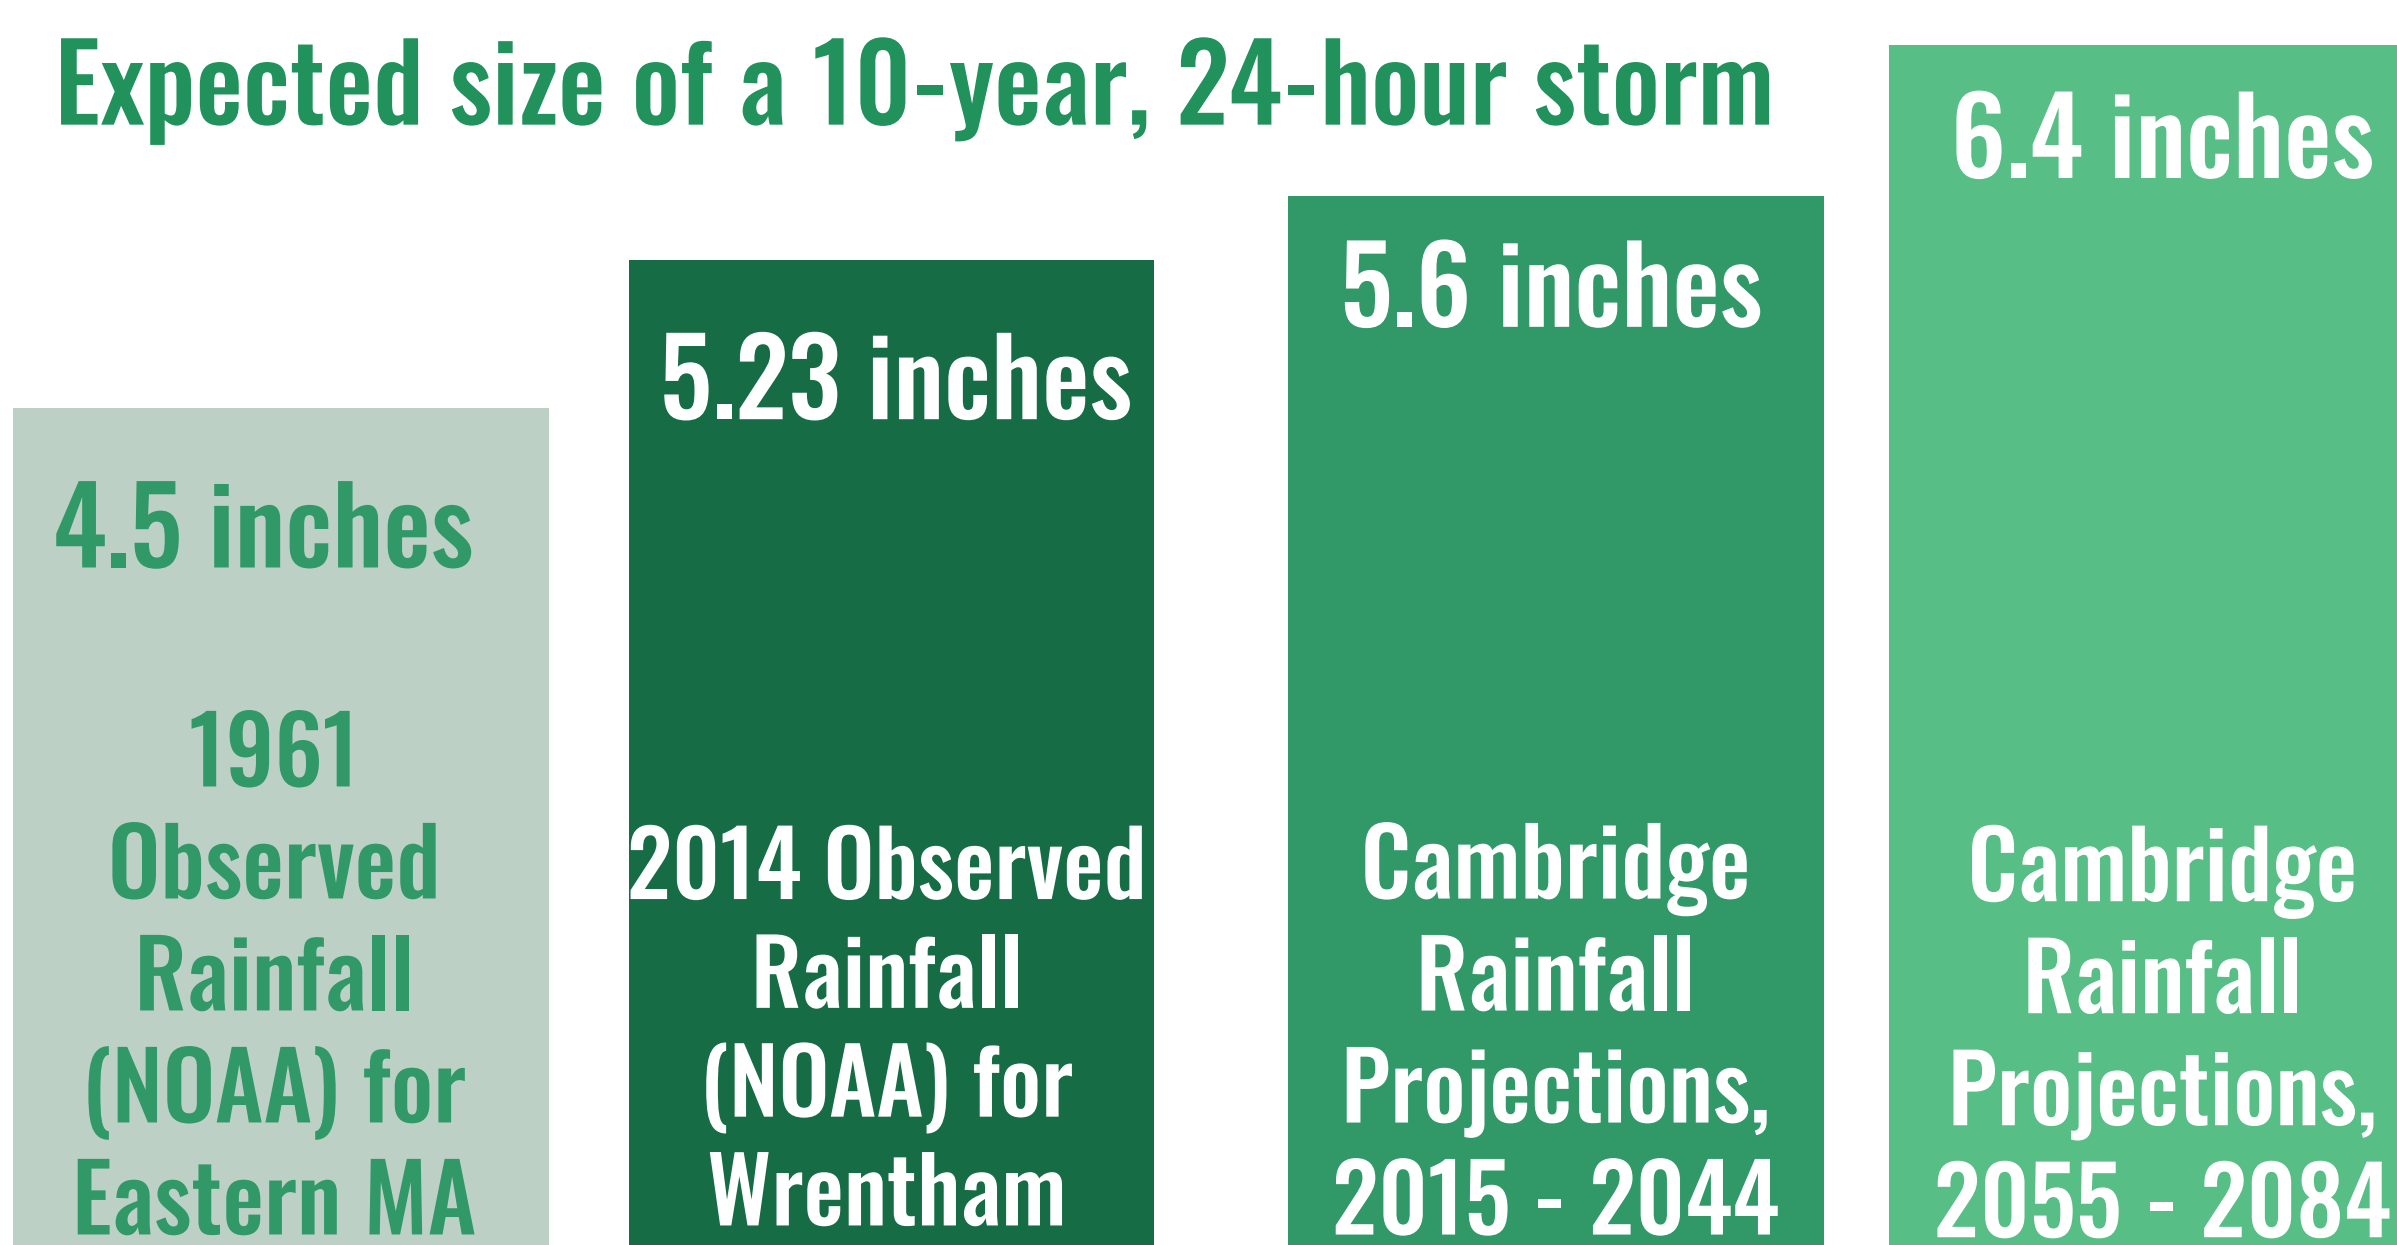 Expected size of a 10-year, 24-hour storm
4.5 inches
1961
Observed
Rainfall
(NOAA) for
Eastern MA
5.23 inches
2014 Observed
Rainfall
(NOAA) for
Wrentham
5.6 inches
Cambridge
Rainfall
Projections,
2015 - 2044
6.4 inches
Cambridge
Rainfall
Projections,
2055 - 2084